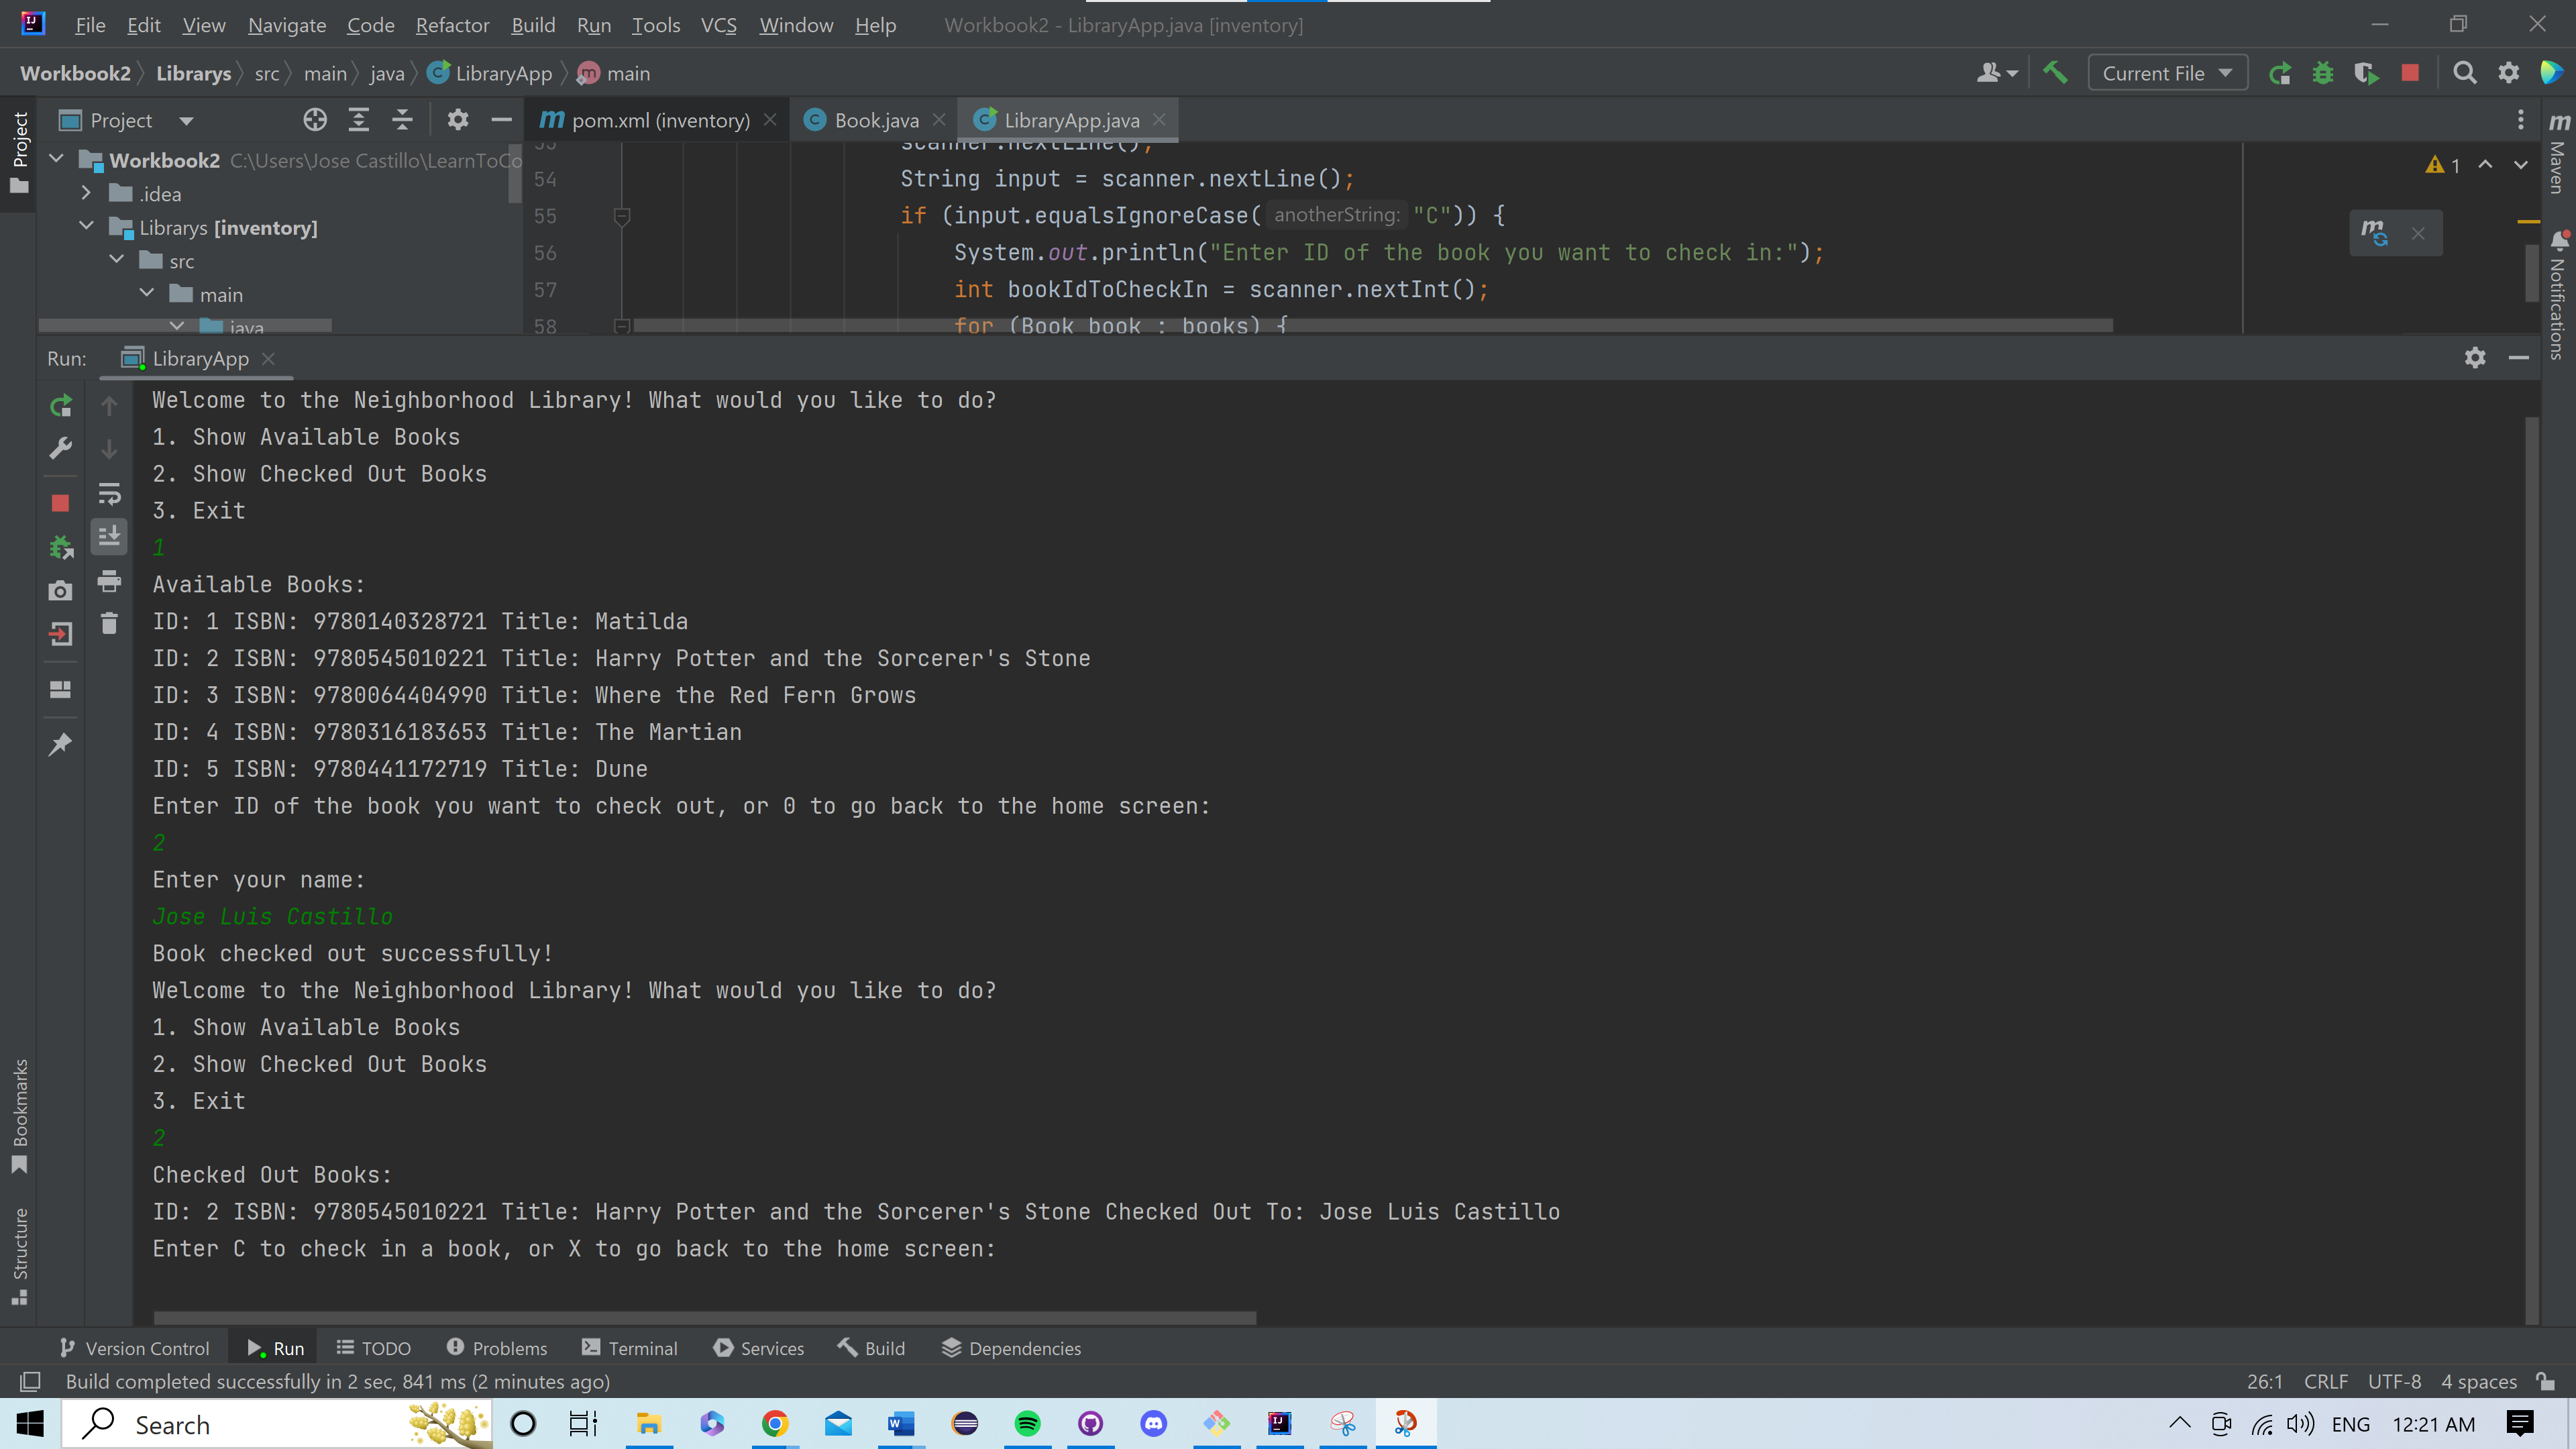 File Edit View Navigate Code Refactor Build Run Tools VCS Window Help Workbook2 - LibraryApp.java [inventory]
Workbook2 Librarys src main java LibraryApp main Current File
Project pom.xml (inventory) Book.java LibraryApp.java
Project
Maven
Notifications
Workbook2 C:\Users\Jose Castillo\LearnToCo
.idea
Librarys [inventory]
src
main
java
53 scanner.nextLine();
54 String input = scanner.nextLine();
55 if (input.equalsIgnoreCase( anotherString: "C")) {
56 System.out.println("Enter ID of the book you want to check in:");
57 int bookIdToCheckIn = scanner.nextInt();
58 for (Book book : books) {
1
Run: LibraryApp
Welcome to the Neighborhood Library! What would you like to do?
1. Show Available Books
2. Show Checked Out Books
3. Exit
1
Available Books:
ID: 1 ISBN: 9780140328721 Title: Matilda
ID: 2 ISBN: 9780545010221 Title: Harry Potter and the Sorcerer's Stone
ID: 3 ISBN: 9780064404990 Title: Where the Red Fern Grows
ID: 4 ISBN: 9780316183653 Title: The Martian
ID: 5 ISBN: 9780441172719 Title: Dune
Enter ID of the book you want to check out, or 0 to go back to the home screen:
2
Enter your name:
Jose Luis Castillo
Book checked out successfully!
Welcome to the Neighborhood Library! What would you like to do?
1. Show Available Books
2. Show Checked Out Books
3. Exit
2
Checked Out Books:
ID: 2 ISBN: 9780545010221 Title: Harry Potter and the Sorcerer's Stone Checked Out To: Jose Luis Castillo
Enter C to check in a book, or X to go back to the home screen:
Bookmarks
Structure
Version Control Run TODO Problems Terminal Services Build Dependencies
Build completed successfully in 2 sec, 841 ms (2 minutes ago) 26:1 CRLF UTF-8 4 spaces
Search ENG 12:21 AM